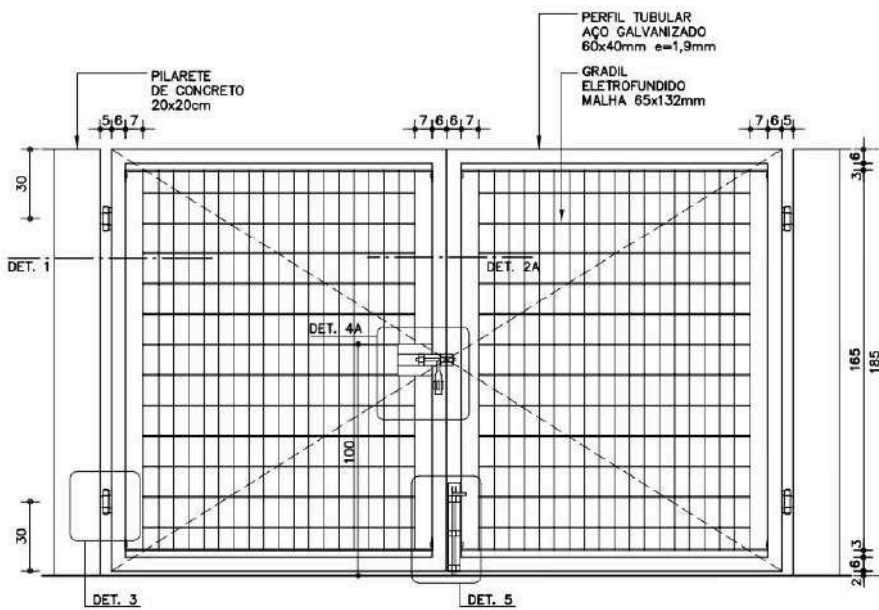 PERFIL TUBULAR
AÇO GALVANIZADO
60x40mm e=1,9mm
PILARETE
DE CONCRETO
20x20cm
GRADIL
ELETROFUNDIDO
MALHA 65x132mm
5 6 7
7 6 6 7
7 6 5
30
6
3
DET. 1
DET. 2A
DET. 4A
165
185
100
30
3
6
2
DET. 3
DET. 5